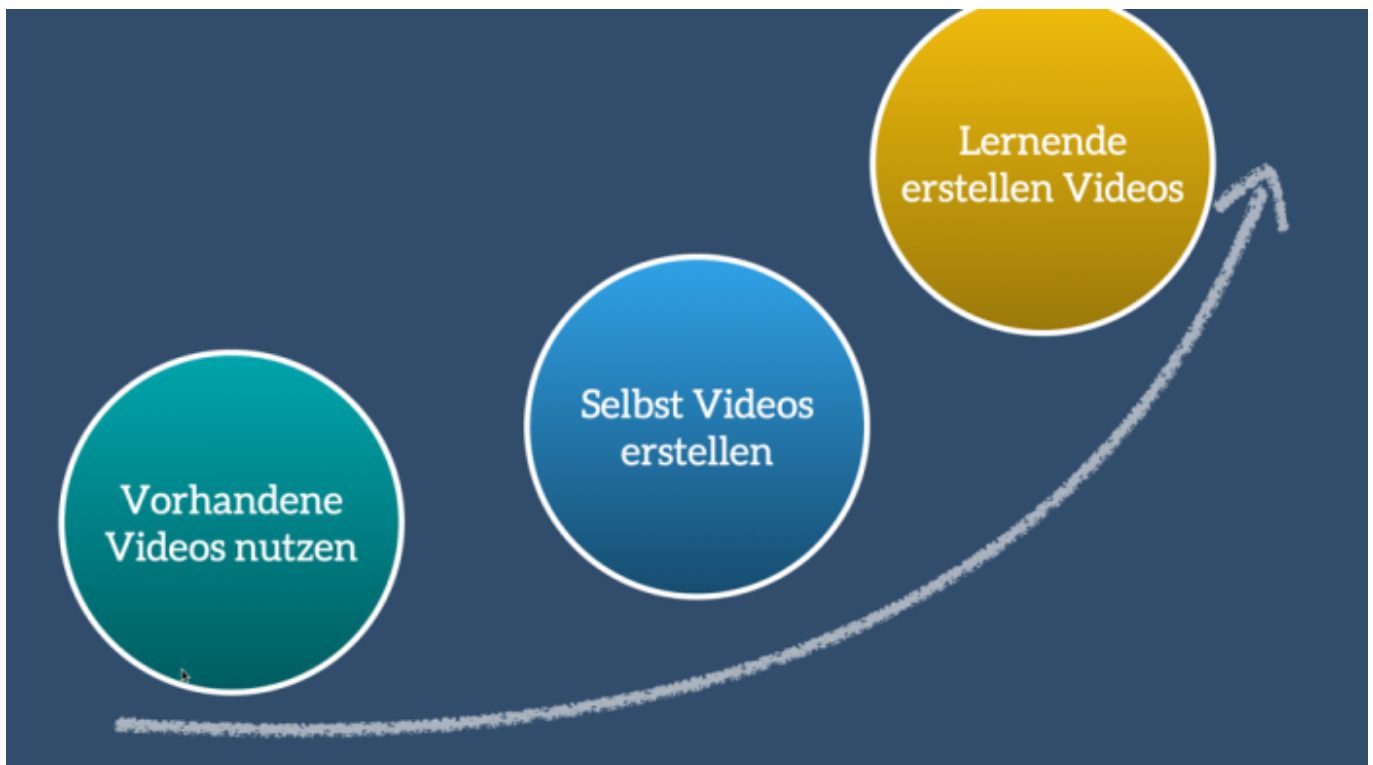 Lernende
erstellen Videos
Selbst Videos
erstellen
Vorhandene
Videos nutzen